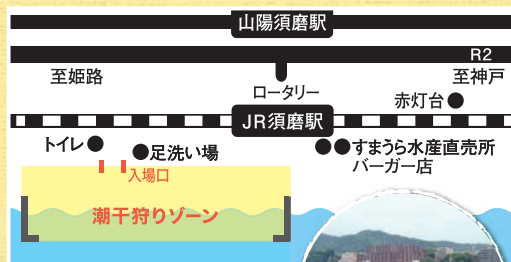 山陽須磨駅
R2
至姫路
至神戸
ロータリー
赤灯台
JR須磨駅
トイレ
足洗い場
すまうら水産直売所
バーガー店
入場口
潮干狩りゾーン